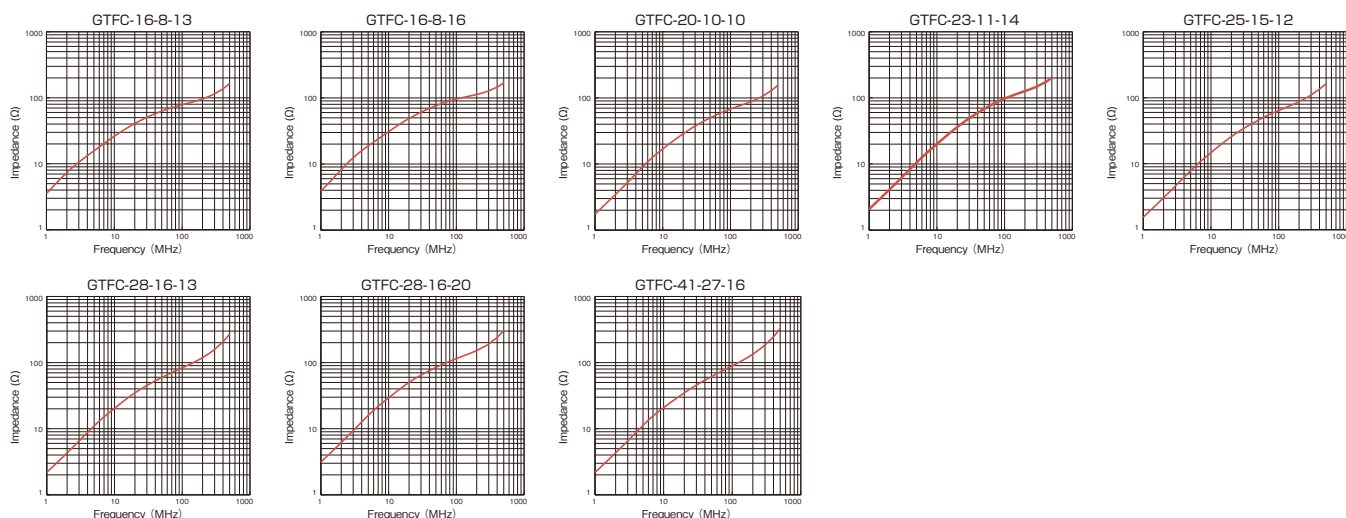 GTFC-16-8-13
1000
100
10
1
Impedance (Ω)
1
10
100
1000
Frequency (MHz)
GTFC-16-8-16
1000
100
10
1
Impedance (Ω)
1
10
100
1000
Frequency (MHz)
GTFC-20-10-10
1000
100
10
1
Impedance (Ω)
1
10
100
1000
Frequency (MHz)
GTFC-23-11-14
1000
100
10
1
Impedance (Ω)
1
10
100
1000
Frequency (MHz)
GTFC-25-15-12
1000
100
10
1
Impedance (Ω)
1
10
100
1000
Frequency (MHz)
GTFC-28-16-13
1000
100
10
1
Impedance (Ω)
1
10
100
1000
Frequency (MHz)
GTFC-28-16-20
1000
100
10
1
Impedance (Ω)
1
10
100
1000
Frequency (MHz)
GTFC-41-27-16
1000
100
10
1
Impedance (Ω)
1
10
100
1000
Frequency (MHz)